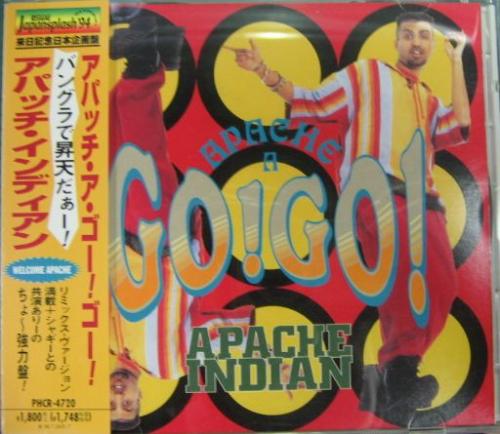 REGGAE
Japansplash '94
来日記念日本企画盤
アパッチ・ア・ゴー!・ゴー!
バングラで昇天だぁー!
アパッチ・インディアン
WELCOME APACHE
リミックス・ヴァージョン
満載+シャギーとの
共演ありーの
ちょ〜強力盤!
PHCR-4720
APACHE
A
GO!GO!
APACHE
INDIAN